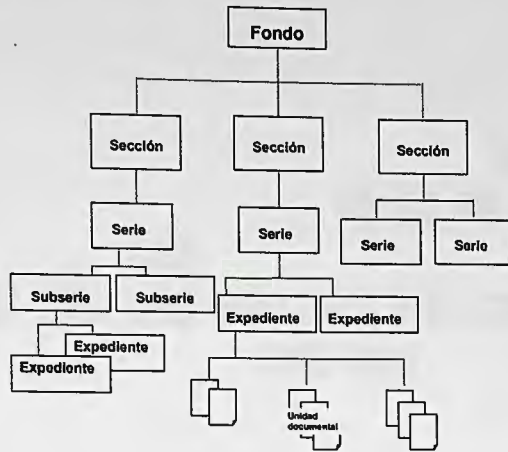 Fondo
Sección
Sección
Sección
Serie
Serie
Serie
Serie
Subserie
Subserie
Expediente
Expediente
Expediente
Expediente
Unidad
documental